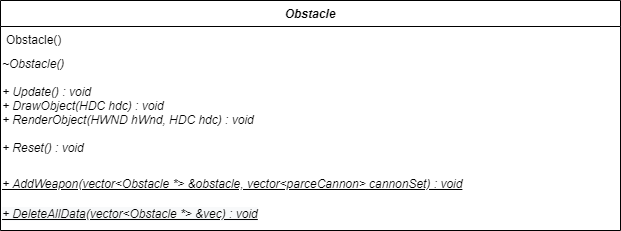 Obstacle
Obstacle()
~Obstacle()
+ Update() : void
+ DrawObject(HDC hdc) : void
+ RenderObject(HWND hWnd, HDC hdc) : void
+ Reset() : void
+ AddWeapon(vector<Obstacle *> &obstacle, vector<parceCannon> cannonSet) : void
+ DeleteAllData(vector<Obstacle *> &vec) : void